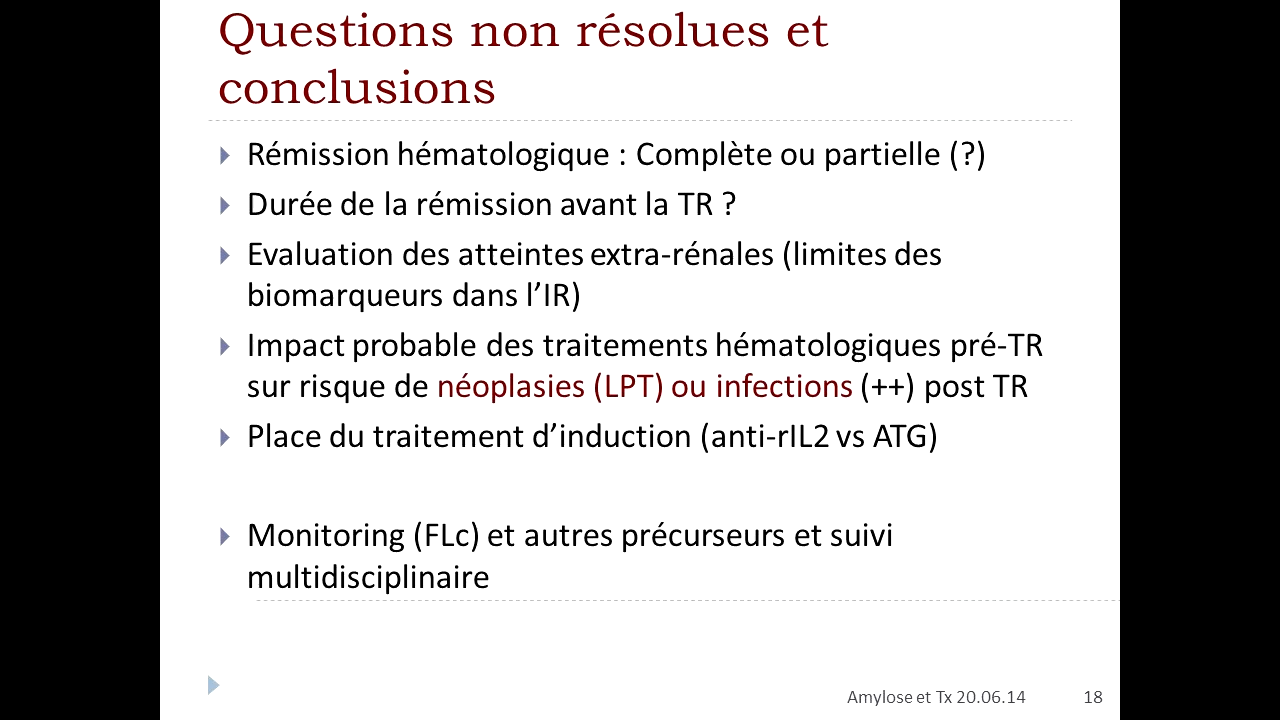 Questions non résolues et
conclusions
Rémission hématologique : Complète ou partielle (?)
Durée de la rémission avant la TR ?
Evaluation des atteintes extra-rénales (limites des
biomarqueurs dans l’IR)
Impact probable des traitements hématologiques pré-TR
sur risque de néoplasies (LPT) ou infections (++) post TR
Place du traitement d’induction (anti-rIL2 vs ATG)
Monitoring (FLc) et autres précurseurs et suivi
multidisciplinaire
Amylose et Tx 20.06.14 18